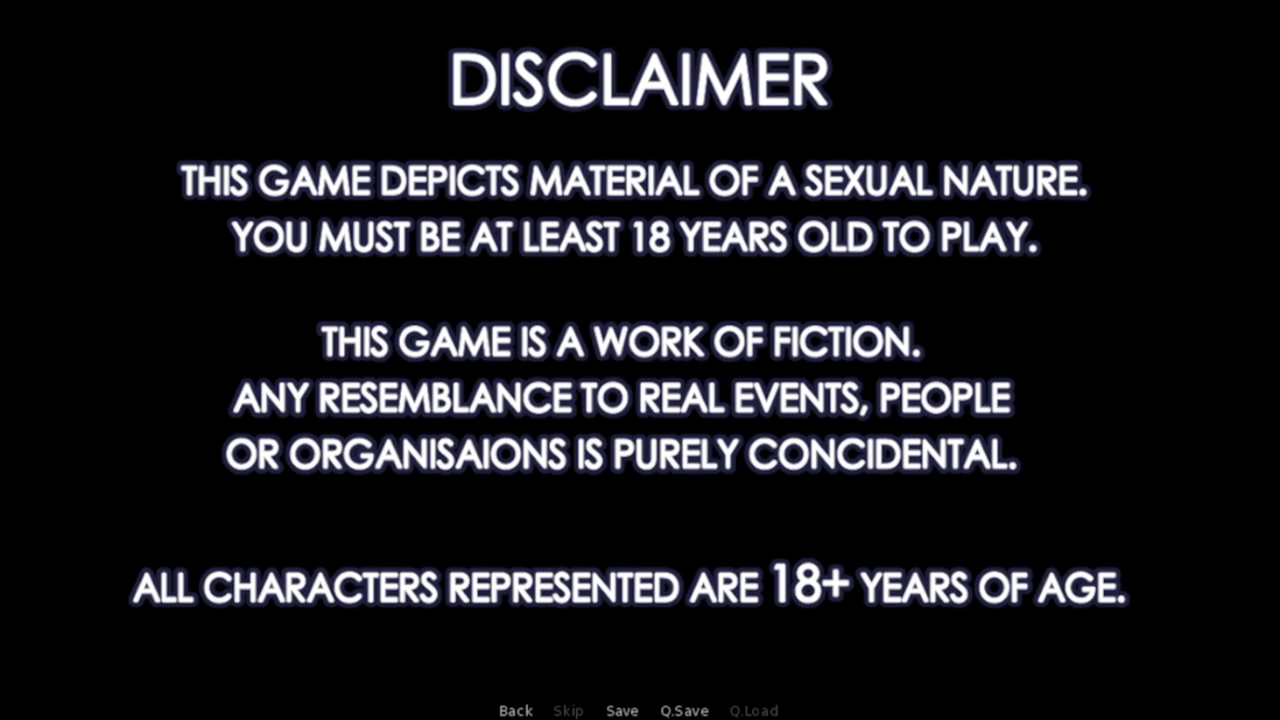 DISCLAIMER
THIS GAME DEPICTS MATERIAL OF A SEXUAL NATURE.
YOU MUST BE AT LEAST 18 YEARS OLD TO PLAY.
THIS GAME IS A WORK OF FICTION.
ANY RESEMBLANCE TO REAL EVENTS, PEOPLE
OR ORGANISAIONS IS PURELY CONCIDENTAL.
ALL CHARACTERS REPRESENTED ARE 18+ YEARS OF AGE.
Back Skip Save Q.Save Q.Load